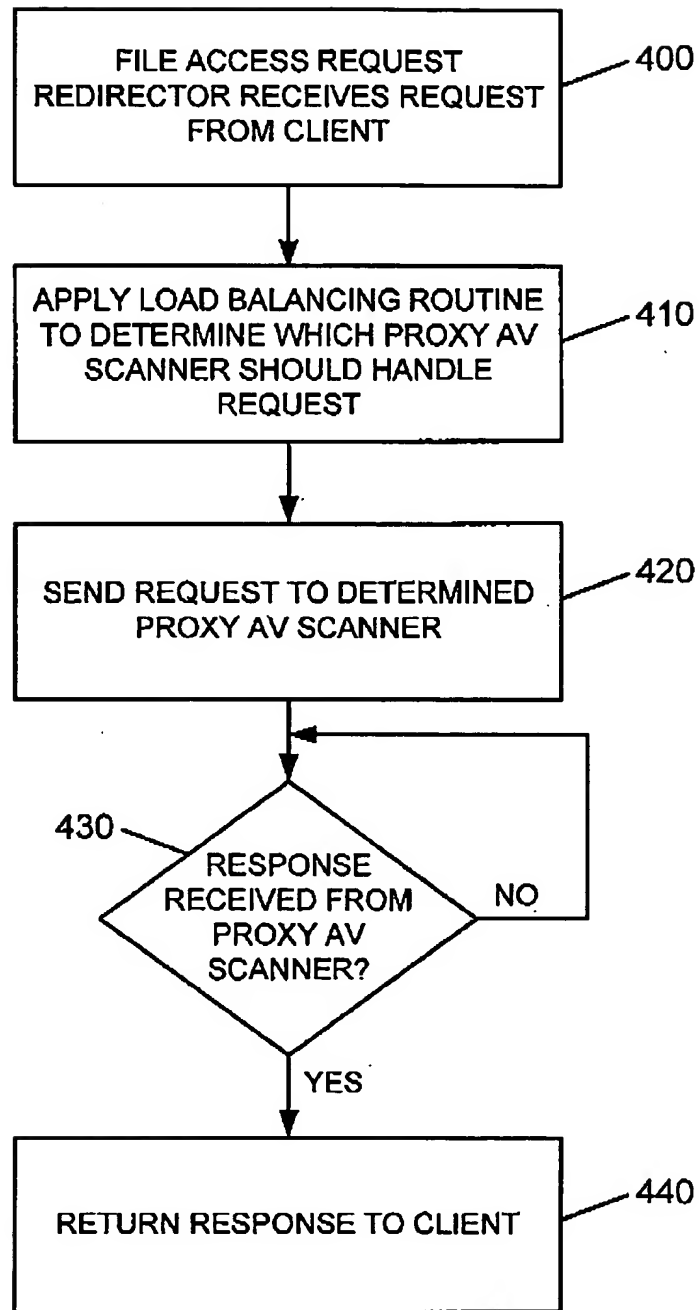 FILE ACCESS REQUEST
REDIRECTOR RECEIVES REQUEST
FROM CLIENT
400
APPLY LOAD BALANCING ROUTINE
TO DETERMINE WHICH PROXY AV
SCANNER SHOULD HANDLE
REQUEST
410
SEND REQUEST TO DETERMINED
PROXY AV SCANNER
420
430
RESPONSE
RECEIVED FROM
PROXY AV
SCANNER?
NO
YES
RETURN RESPONSE TO CLIENT
440